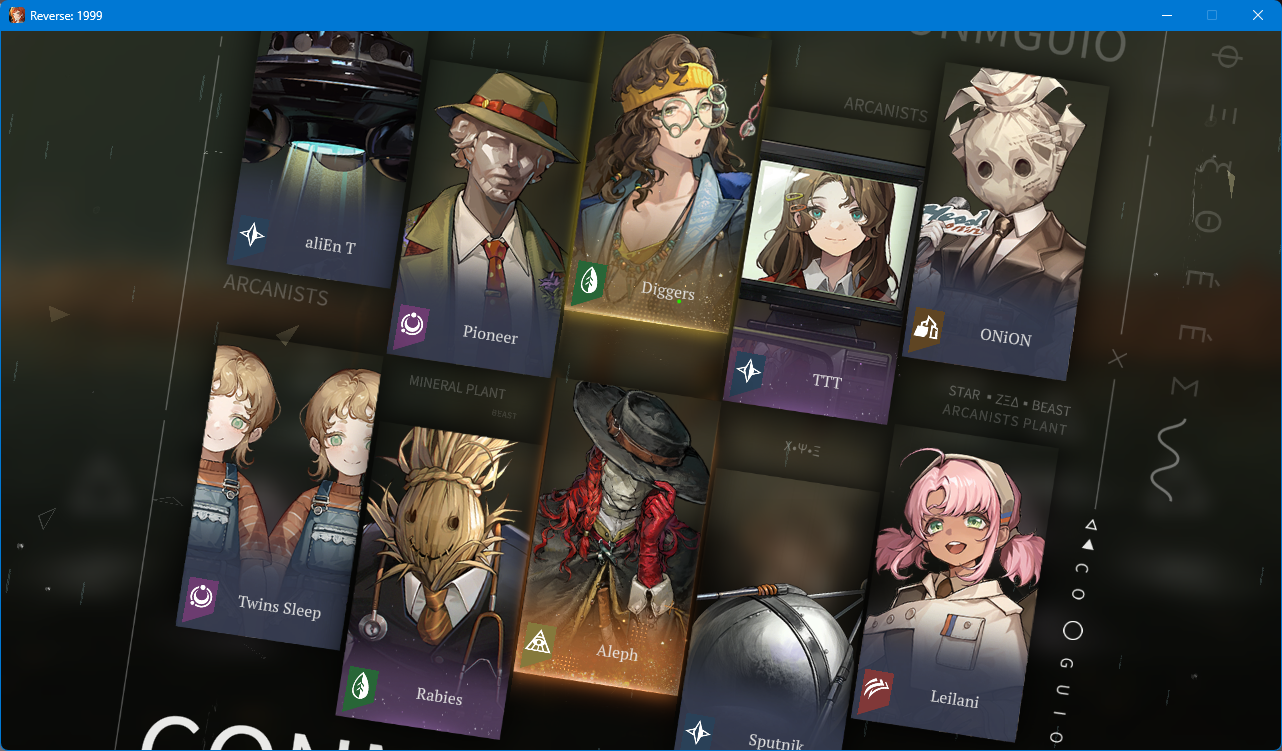 Reverse: 1999
ONMGUIO
ARCANISTS
aliEn T
ARCANISTS
Pioneer
Diggers
TTT
ONiON
MINERAL PLANT
BEAST
STAR • ZΞΔ • BEAST
ARCANISTS PLANT
Twins Sleep
Rabies
Aleph
Sputnik
Leilani